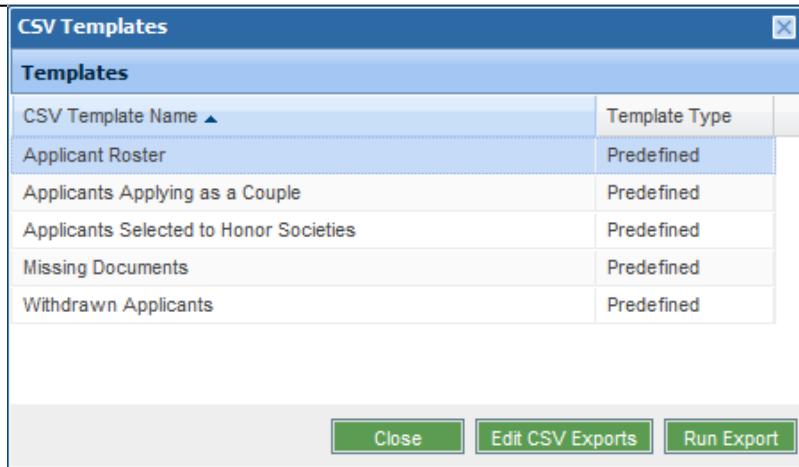 CSV Templates
Templates
CSV Template Name Template Type
Applicant Roster Predefined
Applicants Applying as a Couple Predefined
Applicants Selected to Honor Societies Predefined
Missing Documents Predefined
Withdrawn Applicants Predefined
Close Edit CSV Exports Run Export